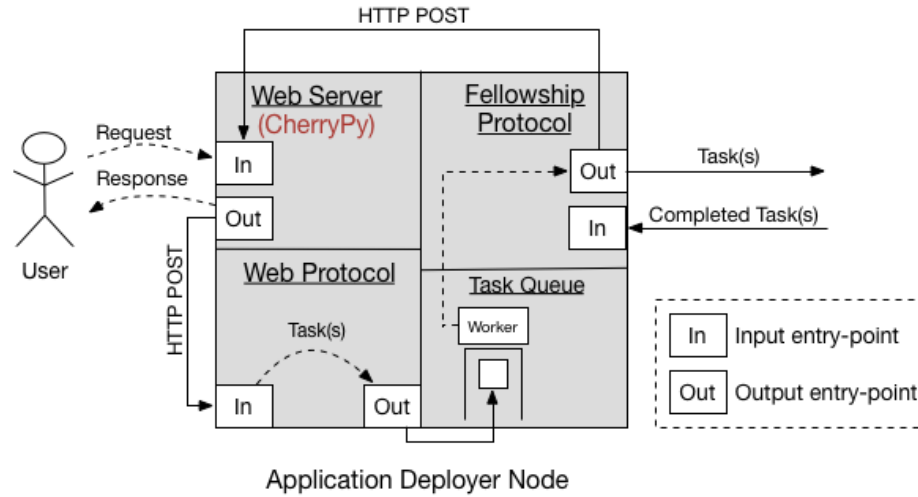 HTTP POST
Web Server
(CherryPy)
Fellowship
Protocol
Request
In
Out
Task(s)
Response
Out
In
Completed Task(s)
User
HTTP POST
Web Protocol
Task Queue
Task(s)
Worker
In
Out
In
Input entry-point
Out
Output entry-point
Application Deployer Node